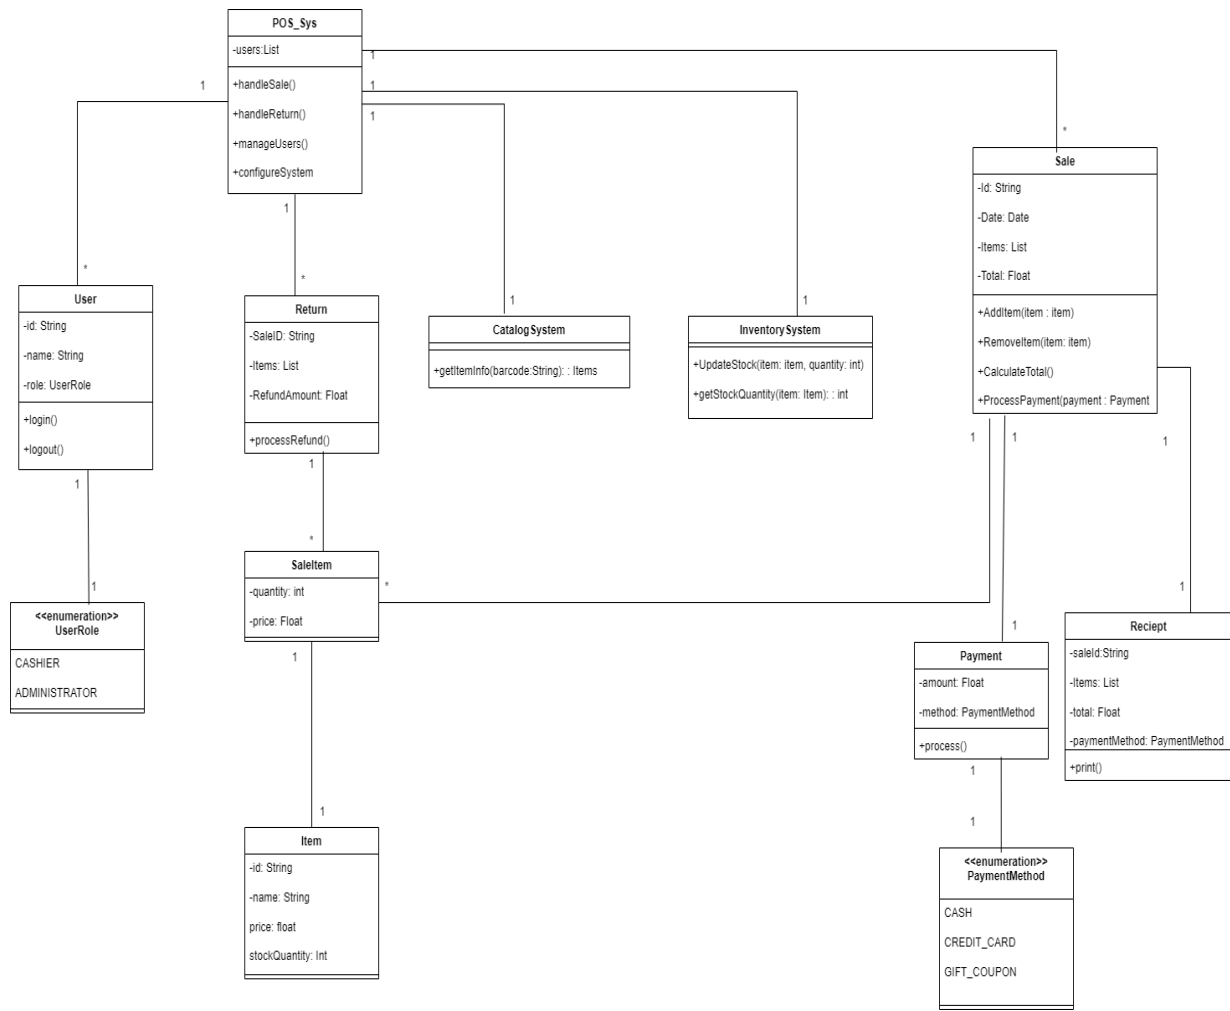 POS_Sys
-users:List
+handleSale()
+handleReturn()
+manageUsers()
+configureSystem
1
1
1
1
1
*
*
*
1
1
User
-id: String
-name: String
-role: UserRole
+login()
+logout()
1
1
<<enumeration>>
UserRole
CASHIER
ADMINISTRATOR
Return
-SaleID: String
-Items: List
-RefundAmount: Float
+processRefund()
1
*
SaleItem
-quantity: int
-price: Float
*
1
1
Item
-id: String
-name: String
price: float
stockQuantity: Int
CatalogSystem
+getItemInfo(barcode:String): : Items
InventorySystem
+UpdateStock(item: item, quantity: int)
+getStockQuantity(item: Item): : int
Sale
-Id: String
-Date: Date
-Items: List
-Total: Float
+AddItem(item : item)
+RemoveItem(item: item)
+CalculateTotal()
+ProcessPayment(payment : Payment
1
1
1
1
1
Payment
-amount: Float
-method: PaymentMethod
+process()
1
1
<<enumeration>>
PaymentMethod
CASH
CREDIT_CARD
GIFT_COUPON
Reciept
-saleId:String
-Items: List
-total: Float
-paymentMethod: PaymentMethod
+print()